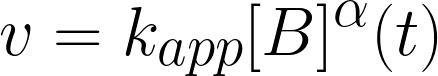 $v = k_{app}[B]^{\alpha}(t)$